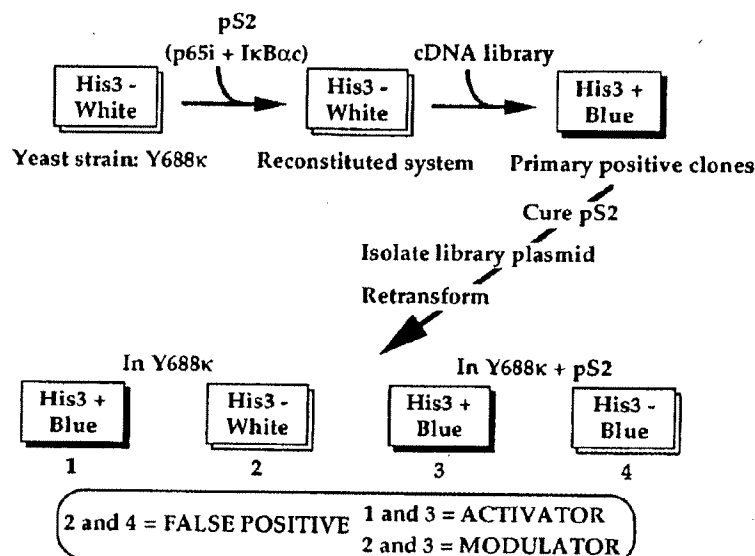 pS2
(p65i + IκBαc)
cDNA library
His3 -
White
His3 -
White
His3 +
Blue
Yeast strain: Y688κ
Reconstituted system
Primary positive clones
Cure pS2
Isolate library plasmid
Retransform
In Y688κ
In Y688κ + pS2
His3 +
Blue
His3 -
White
His3 +
Blue
His3 -
Blue
1
2
3
4
2 and 4 = FALSE POSITIVE
1 and 3 = ACTIVATOR
2 and 3 = MODULATOR